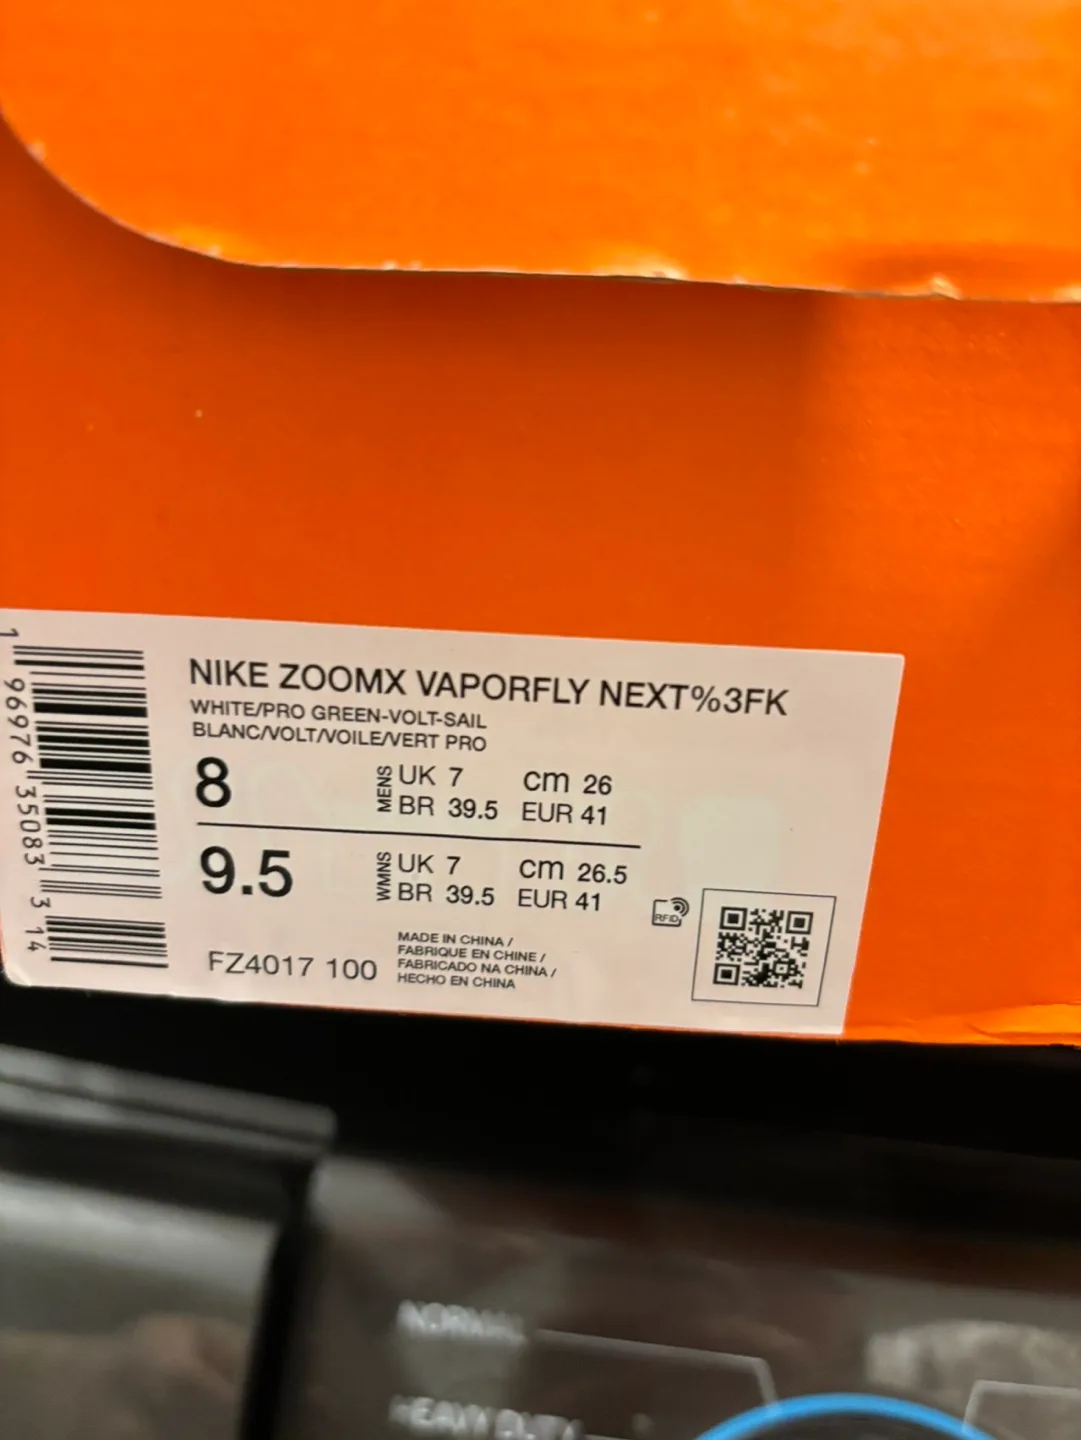 NIKE ZOOMX VAPORFLY NEXT%3FK
WHITE/PRO GREEN-VOLT-SAIL
BLANC/VOLT/VOILE/VERT PRO
8 MENS UK 7 cm 26
BR 39.5 EUR 41
9.5 WMNS UK 7 cm 26.5
BR 39.5 EUR 41
RFID
FZ4017 100
MADE IN CHINA /
FABRIQUE EN CHINE /
FABRICADO NA CHINA /
HECHO EN CHINA
1 96976 35083 3 14
NORMAL
HEAVY DUTY